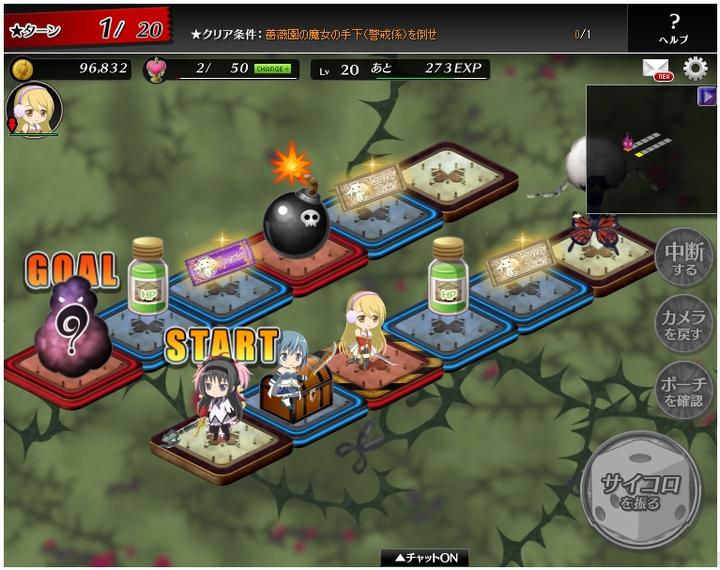 ★ターン 1/ 20
★クリア条件：薔薇園の魔女の手下(警戒係)を倒せ
0/1
?
ヘルプ
96,832
2/ 50
CHARGE+
Lv 20 あと 273EXP
NEW
GOAL
?
HP
Special
START
HP
中断
する
カメラ
を戻す
ポーチ
を確認
サイコロ
を振る
▲チャットON